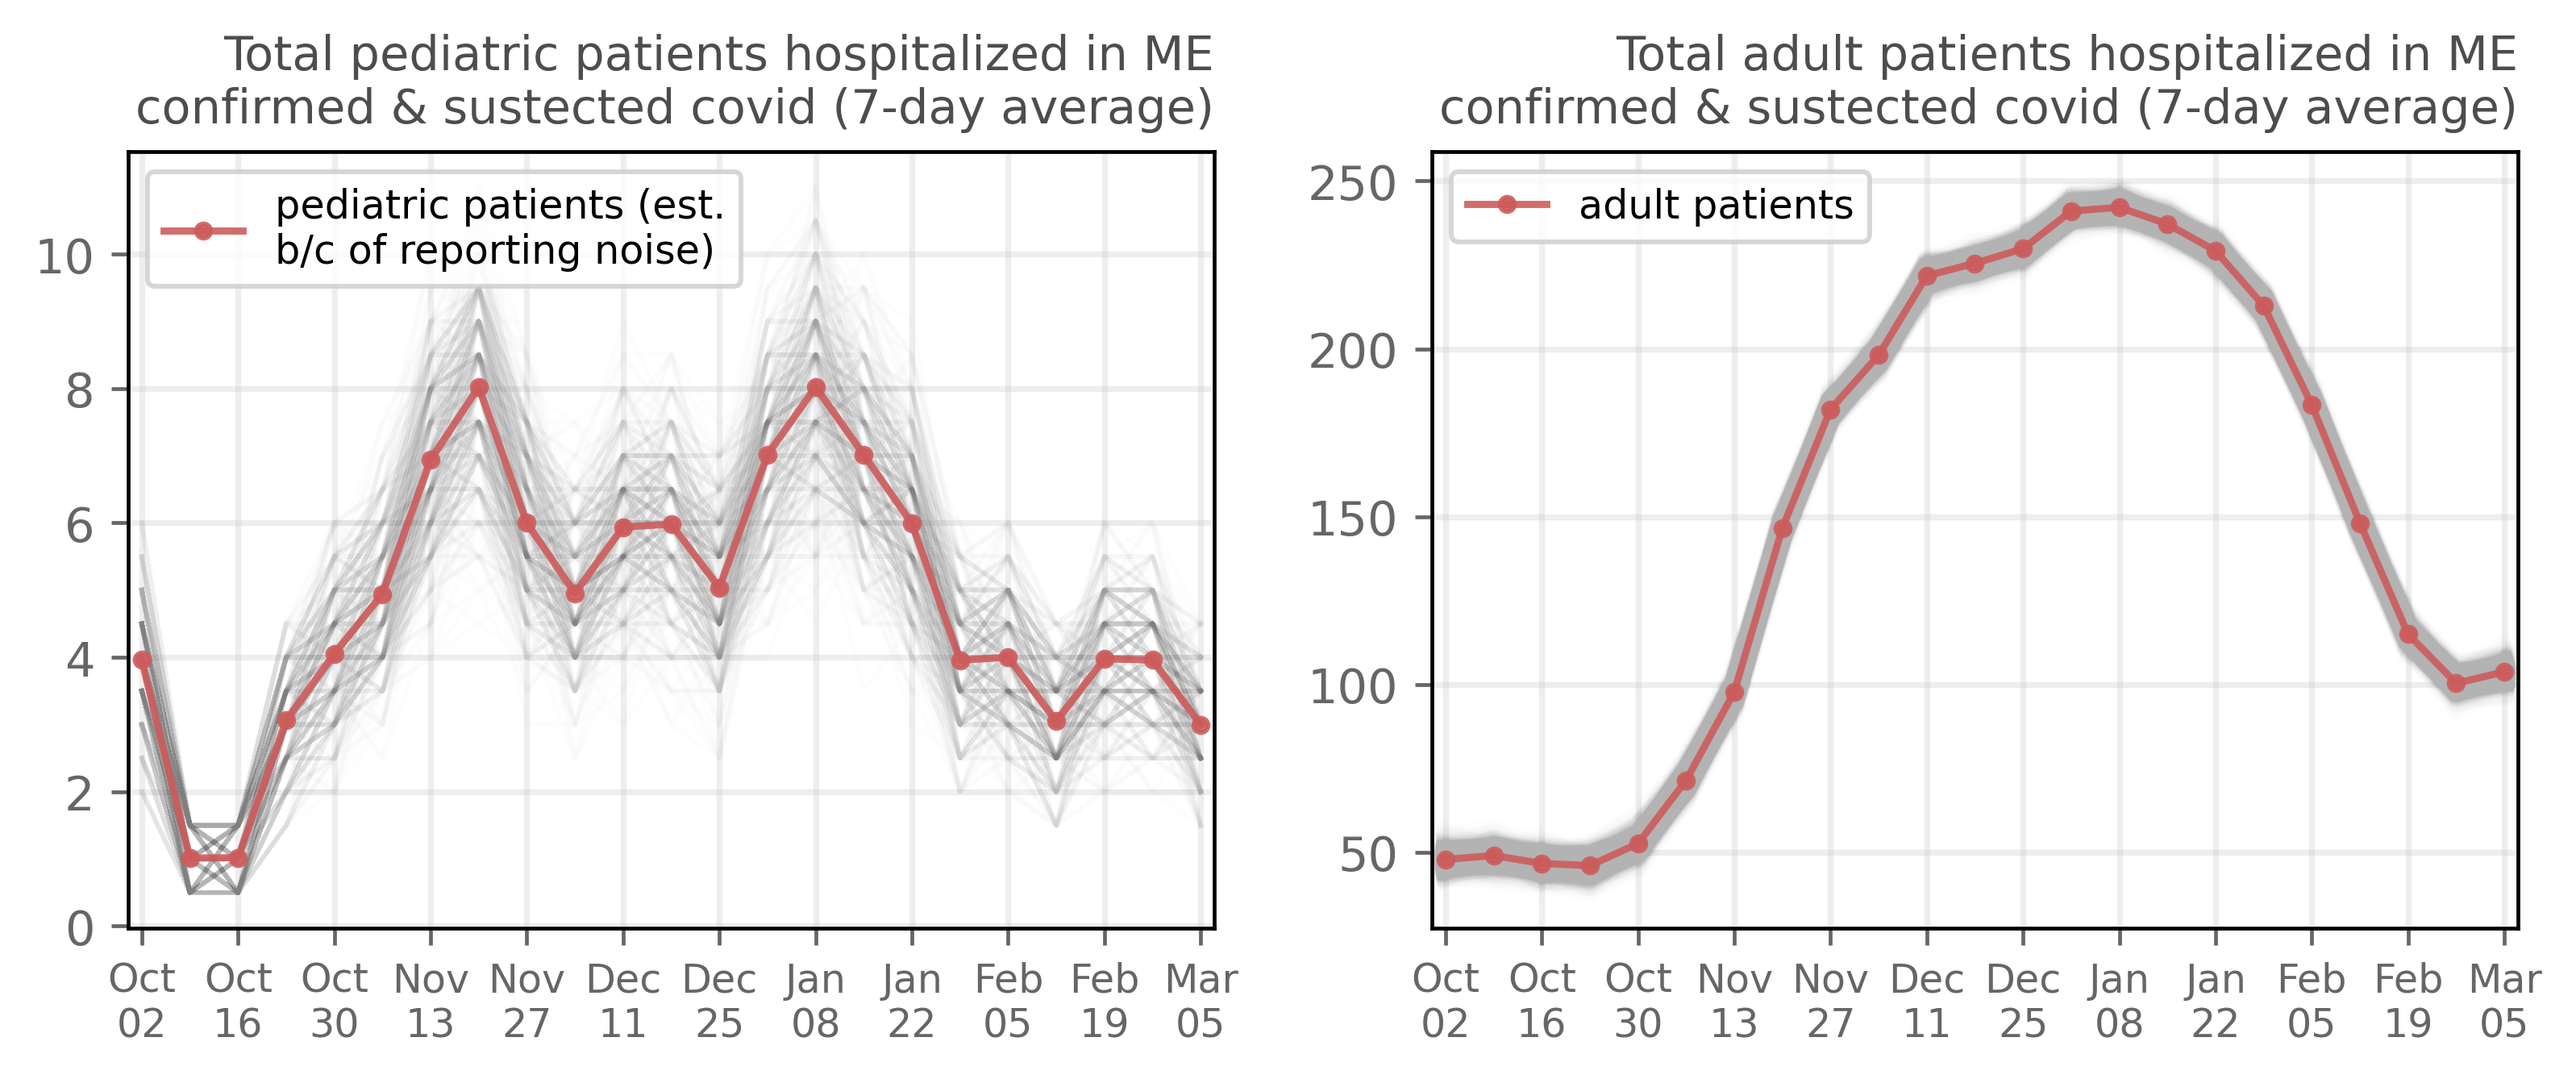 Total pediatric patients hospitalized in ME
confirmed & sustected covid (7-day average)
pediatric patients (est.
b/c of reporting noise)
10
8
6
4
2
0
Oct Oct Oct Nov Nov Dec Dec Jan Jan Feb Feb Mar
02 16 30 13 27 11 25 08 22 05 19 05
Total adult patients hospitalized in ME
confirmed & sustected covid (7-day average)
adult patients
250
200
150
100
50
Oct Oct Oct Nov Nov Dec Dec Jan Jan Feb Feb Mar
02 16 30 13 27 11 25 08 22 05 19 05